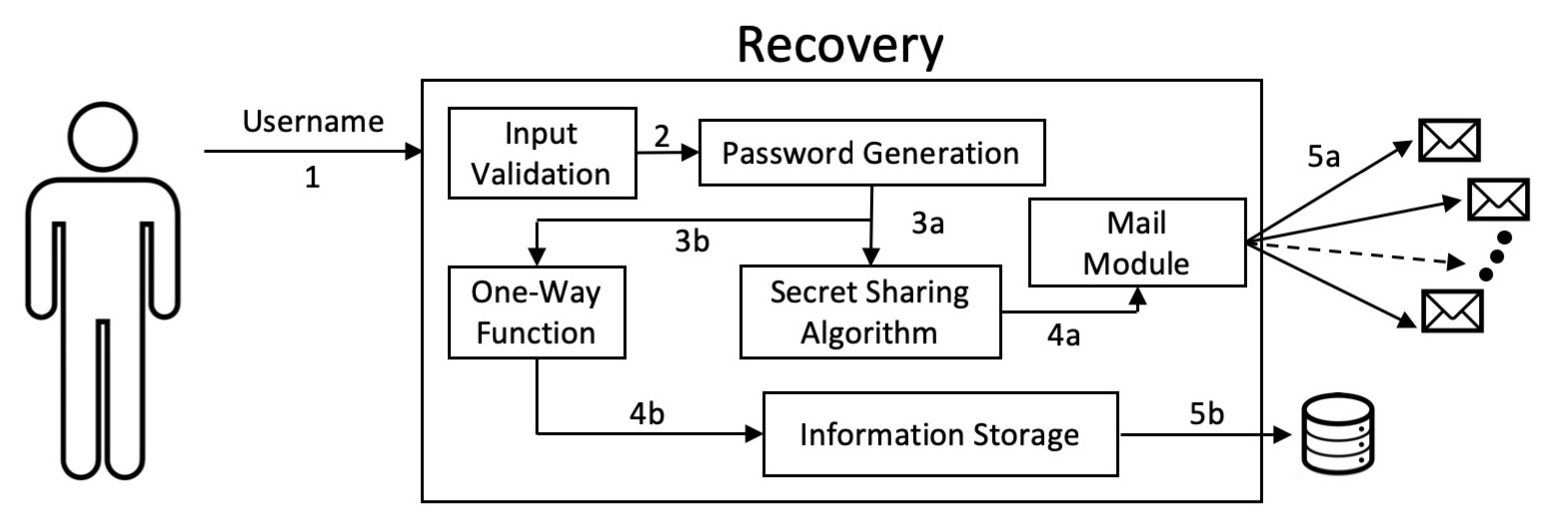 Recovery
Username
1
Input
Validation
2
Password Generation
3a
3b
Mail
Module
5a
One-Way
Function
Secret Sharing
Algorithm
4a
4b
Information Storage
5b